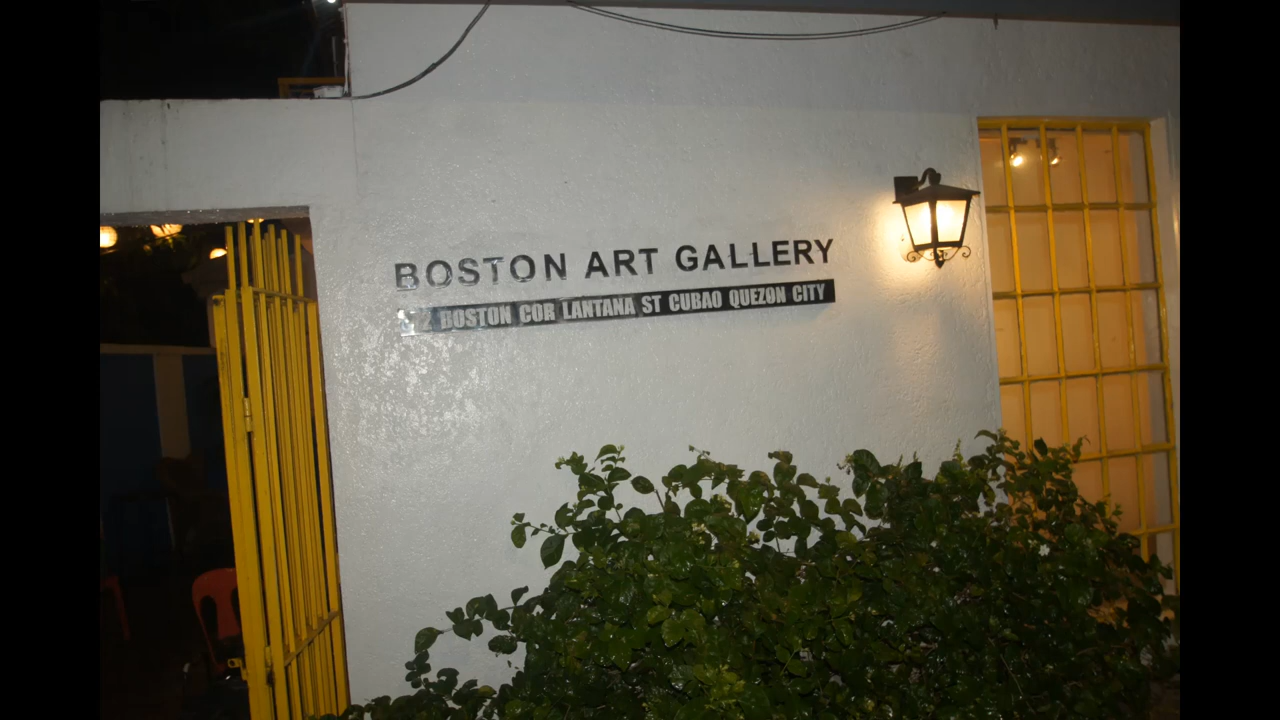 BOSTON ART GALLERY
BOSTON COR LANTANA ST CUBAO QUEZON CITY